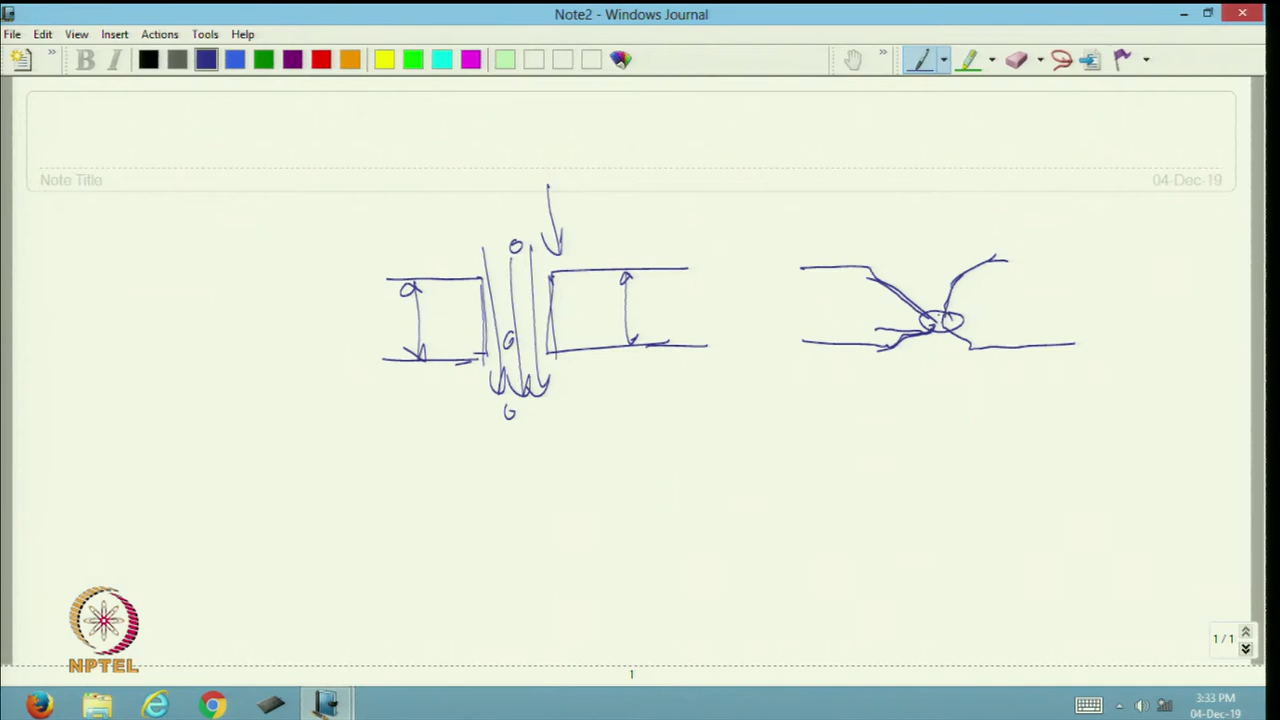 Note2 - Windows Journal
File Edit View Insert Actions Tools Help
B I
Note Title
04-Dec-19
NPTEL
1/1
1
3:33 PM
04-Dec-19